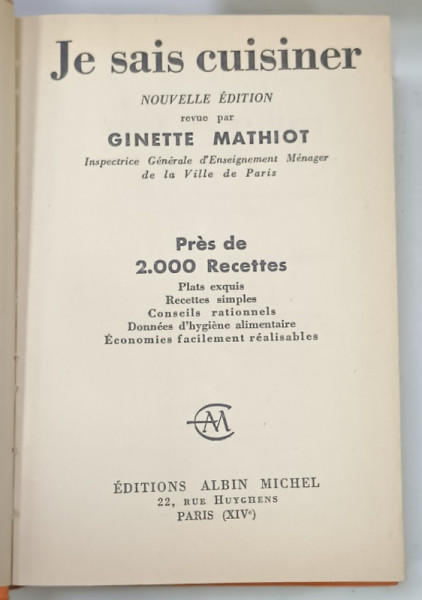 Je sais cuisiner
NOUVELLE ÉDITION
revue par
GINETTE MATHIOT
Inspectrice Générale d'Enseignement Ménager
de la Ville de Paris
Près de
2.000 Recettes
Plats exquis
Recettes simples
Conseils rationnels
Données d'hygiène alimentaire
Économies facilement réalisables
AM
ÉDITIONS ALBIN MICHEL
22, RUE HUYGHENS
PARIS (XIVe)